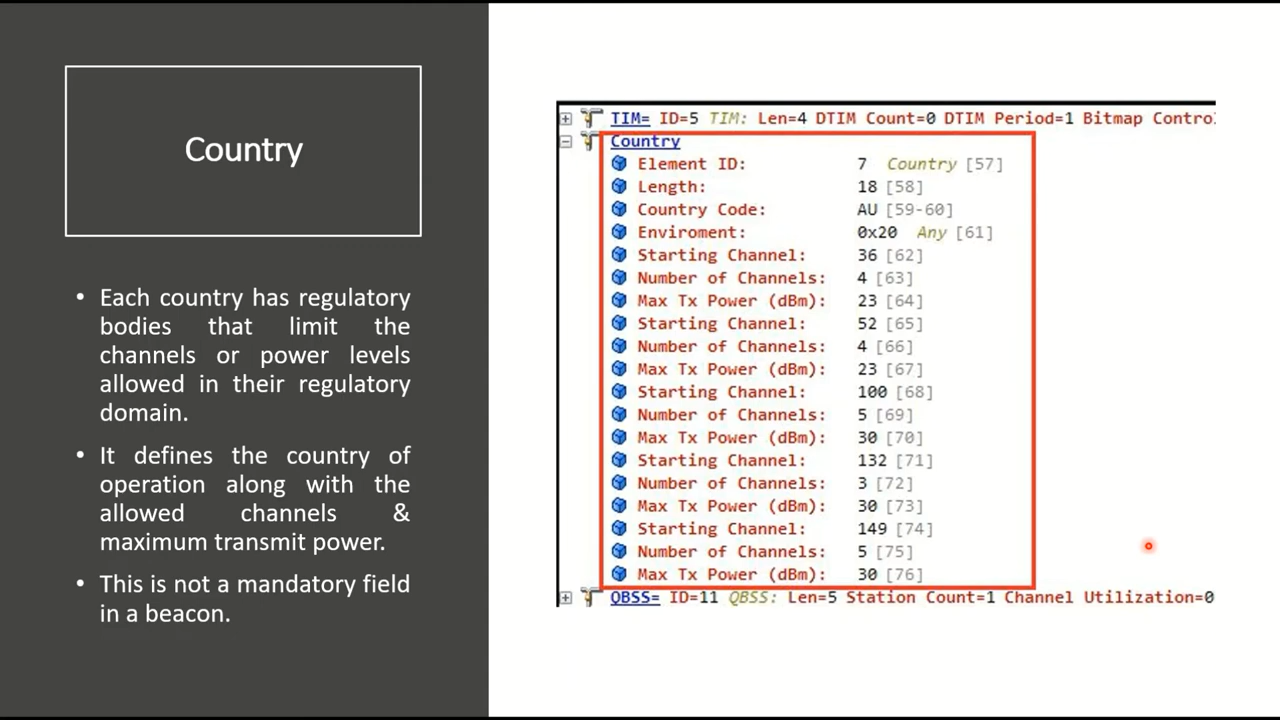 Country
• Each country has regulatory
bodies that limit the
channels or power levels
allowed in their regulatory
domain.
• It defines the country of
operation along with the
allowed channels &
maximum transmit power.
• This is not a mandatory field
in a beacon.
TIM= ID=5 TIM: Len=4 DTIM Count=0 DTIM Period=1 Bitmap Contro
Country
Element ID: 7 Country [57]
Length: 18 [58]
Country Code: AU [59-60]
Enviroment: 0x20 Any [61]
Starting Channel: 36 [62]
Number of Channels: 4 [63]
Max Tx Power (dBm): 23 [64]
Starting Channel: 52 [65]
Number of Channels: 4 [66]
Max Tx Power (dBm): 23 [67]
Starting Channel: 100 [68]
Number of Channels: 5 [69]
Max Tx Power (dBm): 30 [70]
Starting Channel: 132 [71]
Number of Channels: 3 [72]
Max Tx Power (dBm): 30 [73]
Starting Channel: 149 [74]
Number of Channels: 5 [75]
Max Tx Power (dBm): 30 [76]
QBSS= ID=11 QBSS: Len=5 Station Count=1 Channel Utilization=0